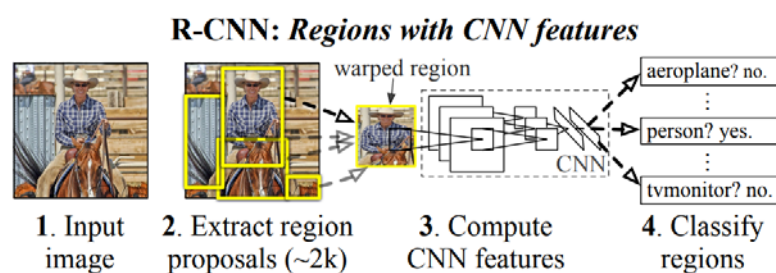 R-CNN: Regions with CNN features
warped region
aeroplane? no.
person? yes.
tvmonitor? no.
CNN
1. Input
image
2. Extract region
proposals (~2k)
3. Compute
CNN features
4. Classify
regions